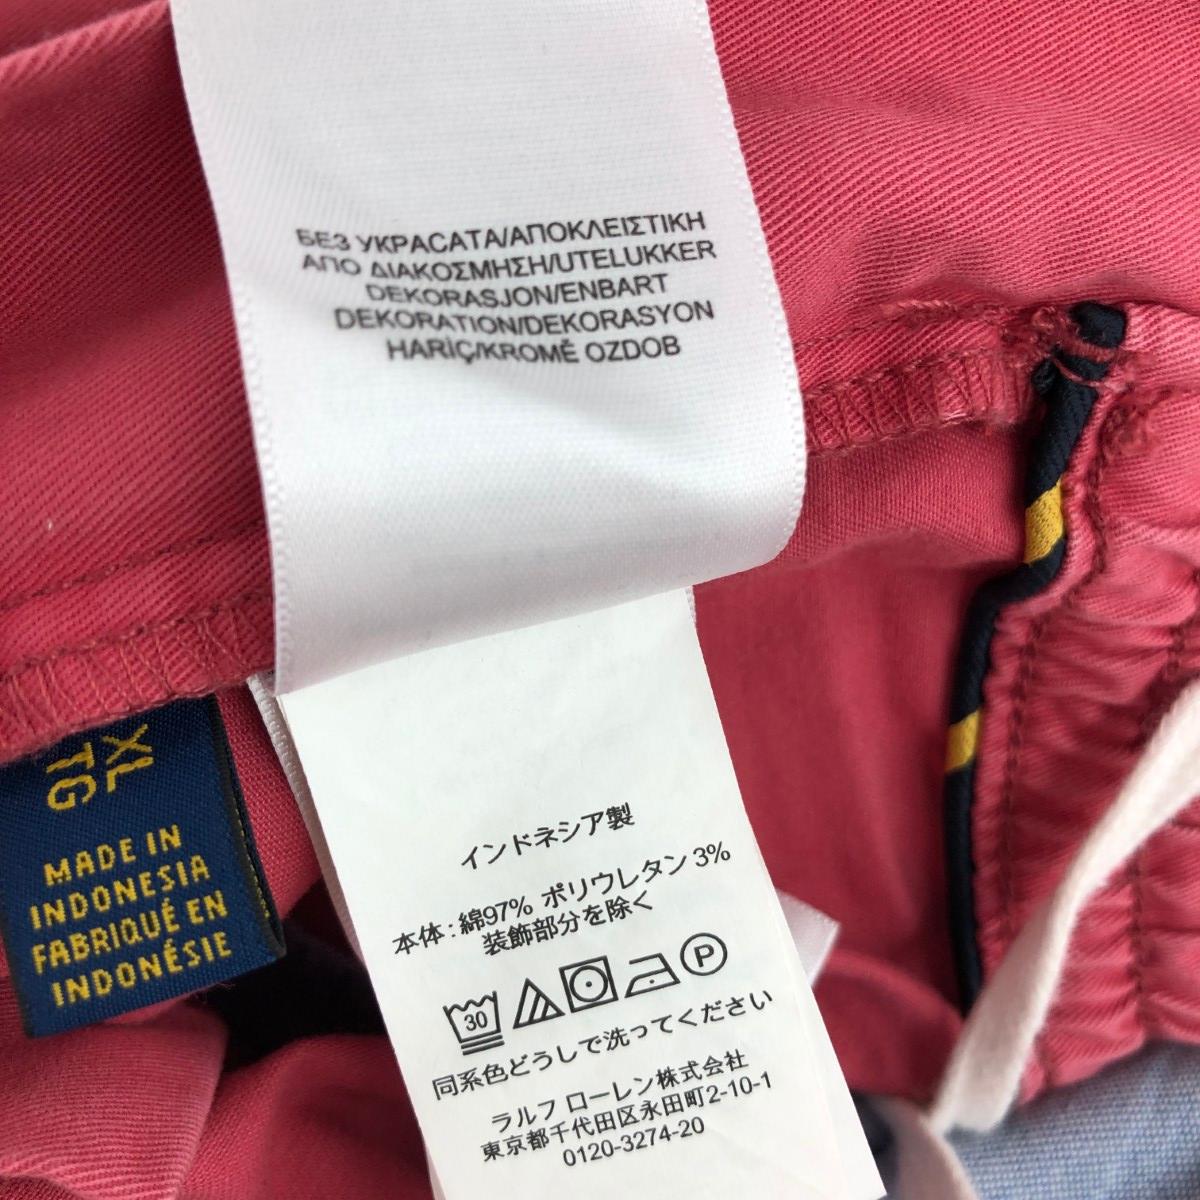 БЕЗ УКРАСАТА/ΑΠΟΚΛΕΙΣΤΙΚΗ
ΑΠΟ ΔΙΑΚΟΣΜΗΣΗ/UTELUKKER
DEKORASJON/ENBART
DEKORATION/DEKORASYON
HARIÇ/KROMĚ OZDOB
XL
TG
MADE IN
INDONESIA
FABRIQUÉ EN
INDONÉSIE
インドネシア製
本体:綿97% ポリウレタン 3%
装飾部分を除く
30
P
同系色どうしで洗ってください
ラルフ ローレン株式会社
東京都千代田区永田町2-10-1
0120-3274-20